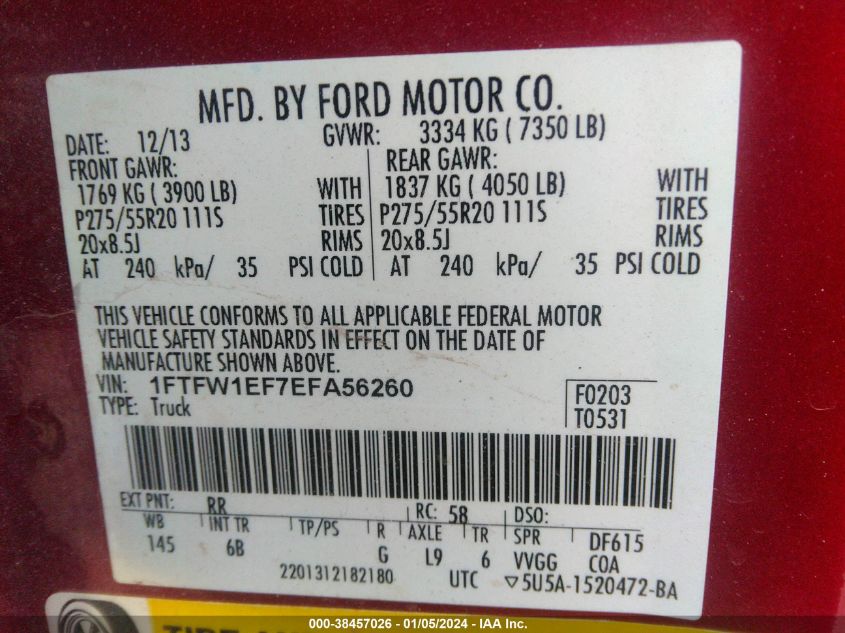 MFD. BY FORD MOTOR CO.
DATE: 12/13 GVWR: 3334 KG ( 7350 LB)
FRONT GAWR: REAR GAWR:
1769 KG ( 3900 LB) WITH 1837 KG ( 4050 LB) WITH
P275/55R20 111S TIRES P275/55R20 111S TIRES
20x8.5J RIMS 20x8.5J RIMS
AT 240 kPa/ 35 PSI COLD AT 240 kPa/ 35 PSI COLD
THIS VEHICLE CONFORMS TO ALL APPLICABLE FEDERAL MOTOR
VEHICLE SAFETY STANDARDS IN EFFECT ON THE DATE OF
MANUFACTURE SHOWN ABOVE.
VIN: 1FTFW1EF7EFA56260 F0203
TYPE: Truck T0531
EXT PNT: RR RC: 58 DSO:
WB INT TR TP/PS R AXLE TR SPR DF615
145 6B G L9 6 VVGG COA
2201312182180 UTC ▽5U5A-1520472-BA
000-38457026 - 01/05/2024 - IAA Inc.